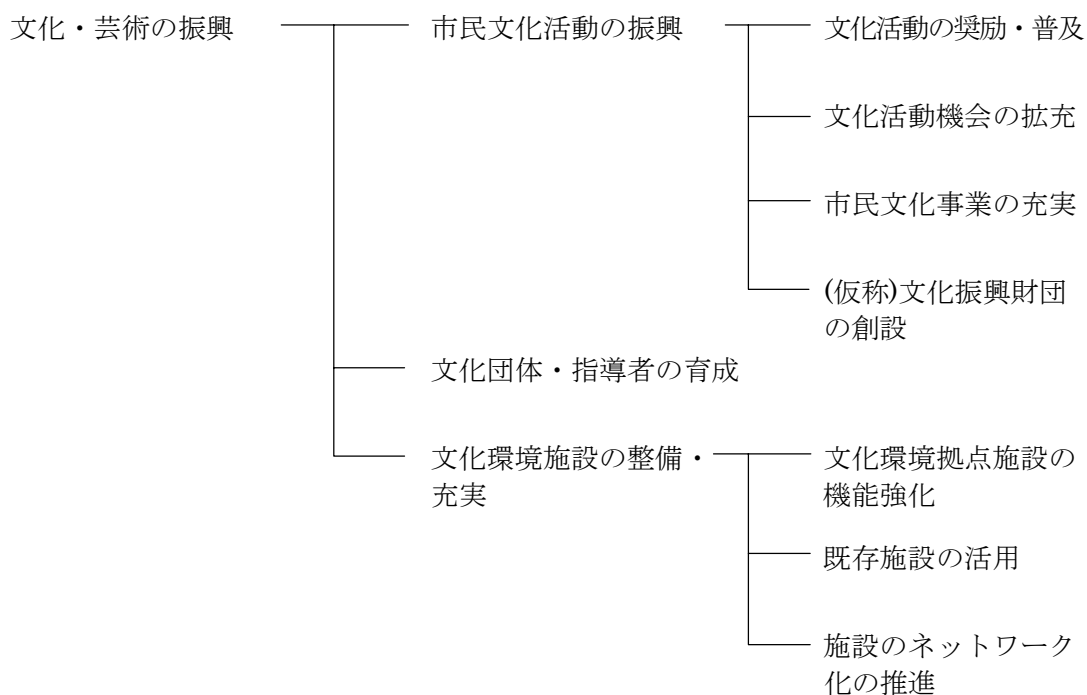 文化・芸術の振興
市民文化活動の振興
文化活動の奨励・普及
文化活動機会の拡充
市民文化事業の充実
(仮称)文化振興財団
の創設
文化団体・指導者の育成
文化環境施設の整備・
充実
文化環境拠点施設の
機能強化
既存施設の活用
施設のネットワーク
化の推進